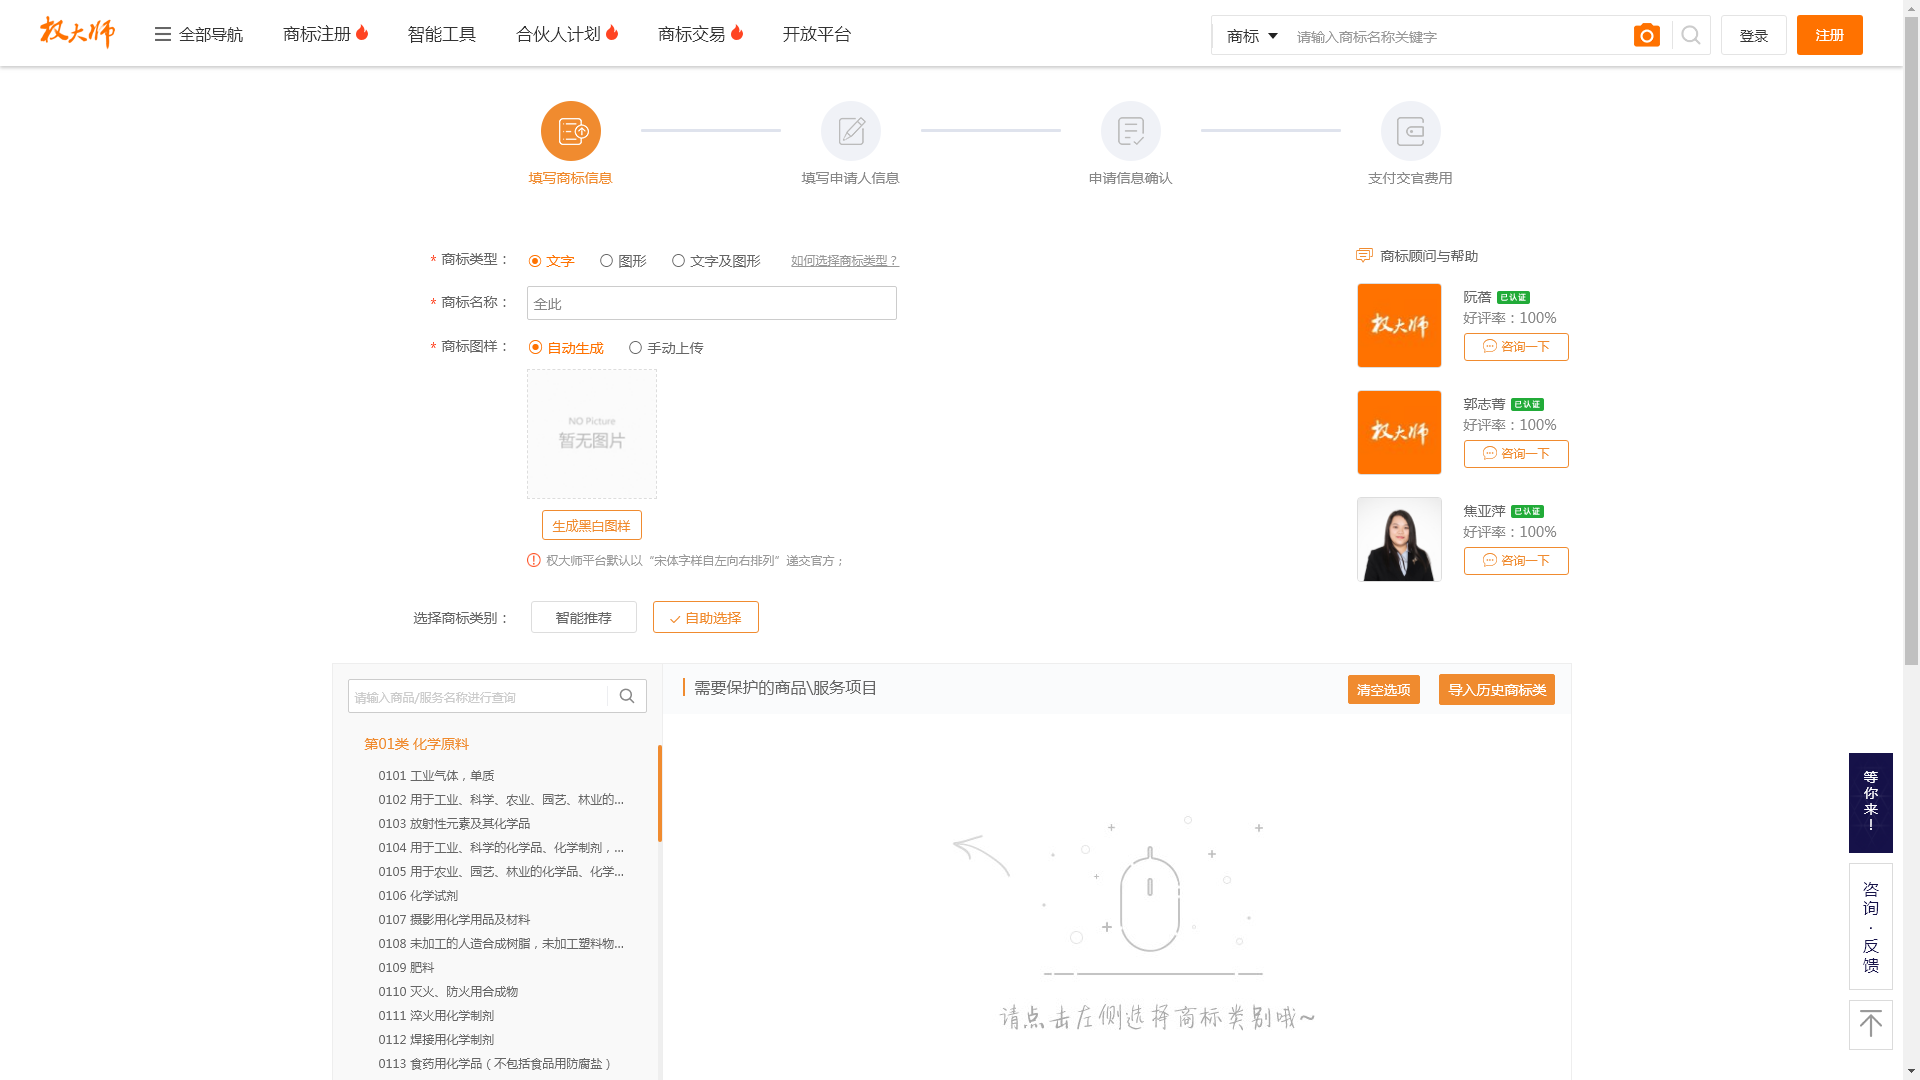 权大师
全部导航
商标注册
智能工具
合伙人计划
商标交易
开放平台
商标
请输入商标名称关键字
登录
注册
填写商标信息
填写申请人信息
申请信息确认
支付交官费用
* 商标类型：
文字
图形
文字及图形
如何选择商标类型？
* 商标名称：
全此
* 商标图样：
自动生成
手动上传
NO Picture
暂无图片
生成黑白图样
权大师平台默认以“宋体字样自左向右排列”递交官方；
选择商标类别：
智能推荐
自助选择
商标顾问与帮助
权大师
阮蓓 已认证
好评率：100%
咨询一下
权大师
郭志菁 已认证
好评率：100%
咨询一下
焦亚萍 已认证
好评率：100%
咨询一下
请输入商品/服务名称进行查询
第01类 化学原料
0101 工业气体，单质
0102 用于工业、科学、农业、园艺、林业的...
0103 放射性元素及其化学品
0104 用于工业、科学的化学品、化学制剂，...
0105 用于农业、园艺、林业的化学品、化学...
0106 化学试剂
0107 摄影用化学用品及材料
0108 未加工的人造合成树脂，未加工塑料物...
0109 肥料
0110 灭火、防火用合成物
0111 淬火用化学制剂
0112 焊接用化学制剂
0113 食药用化学品（不包括食品用防腐盐）
需要保护的商品\服务项目
清空选项
导入历史商标类
请点击左侧选择商标类别哦~
等你来！
咨询·反馈